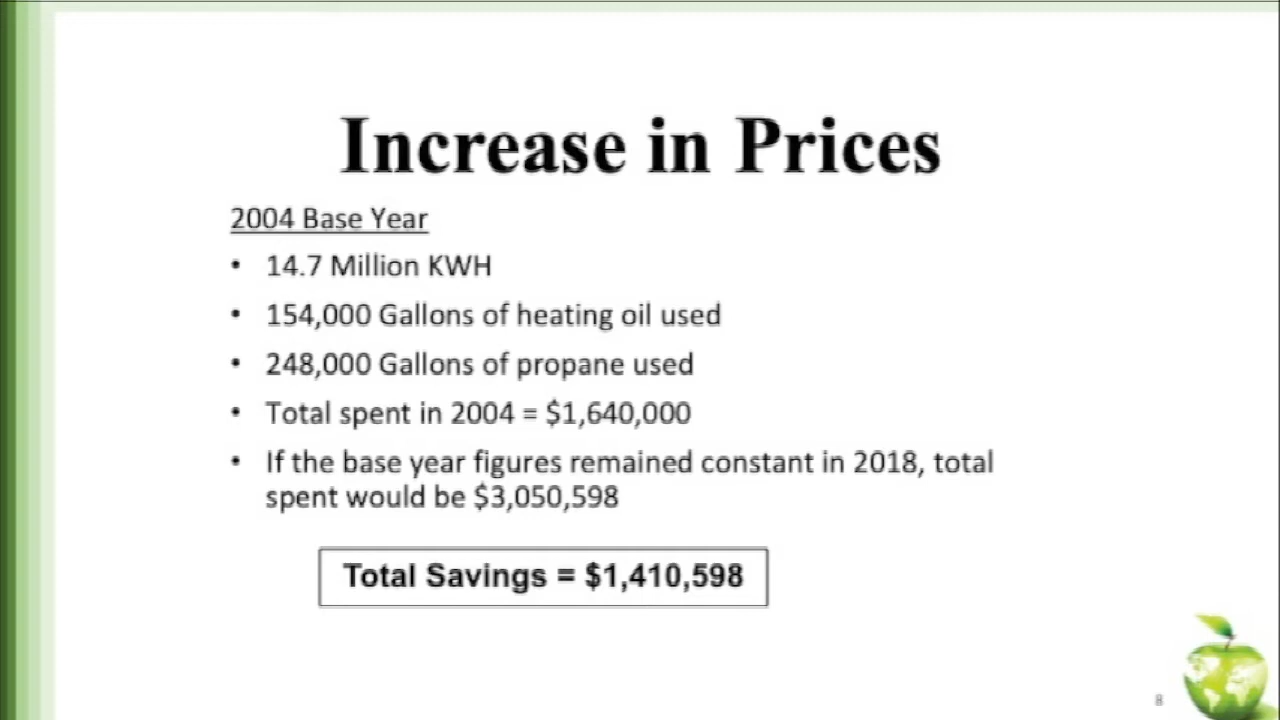 Increase in Prices
2004 Base Year
• 14.7 Million KWH
• 154,000 Gallons of heating oil used
• 248,000 Gallons of propane used
• Total spent in 2004 = $1,640,000
• If the base year figures remained constant in 2018, total
spent would be $3,050,598
Total Savings = $1,410,598
8